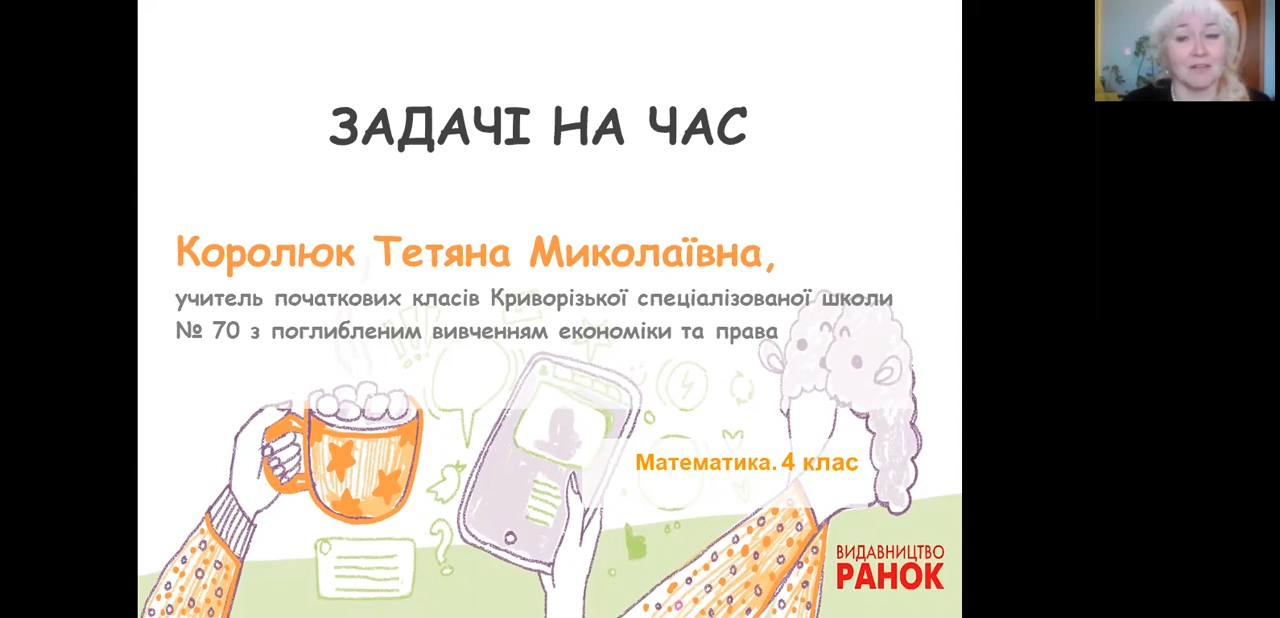 ЗАДАЧІ НА ЧАС
Королюк Тетяна Миколаївна,
учитель початкових класів Криворізької спеціалізованої школи
№ 70 з поглибленим вивченням економіки та права
Математика. 4 клас
ВИДАВНИЦТВО
РАНОК